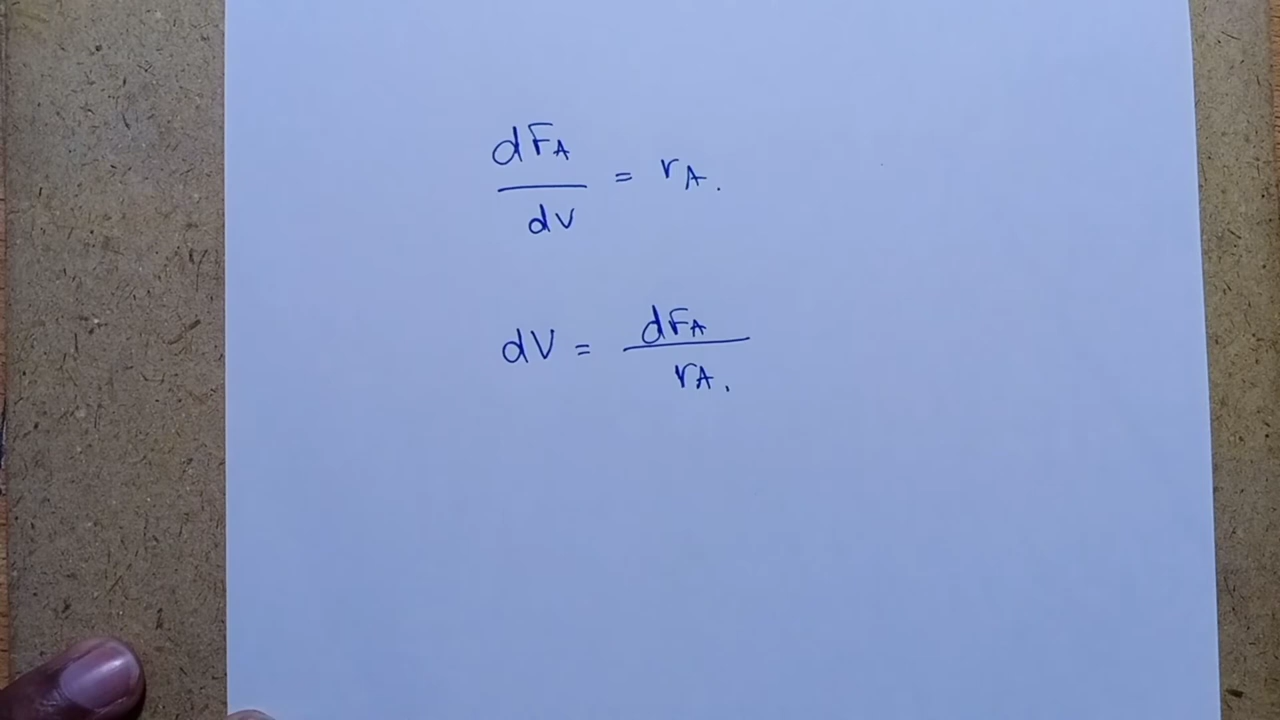 dFA
── = rA.
dV
dV = dFA
──
rA.